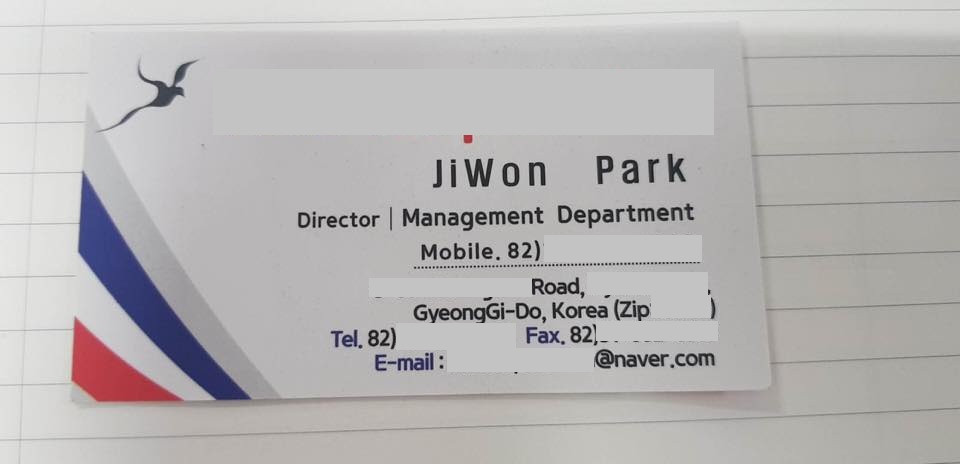 JiWon Park
Director | Management Department
Mobile. 82)
Road,
GyeongGi-Do, Korea (Zip )
Tel. 82) Fax. 82)
E-mail : @naver.com